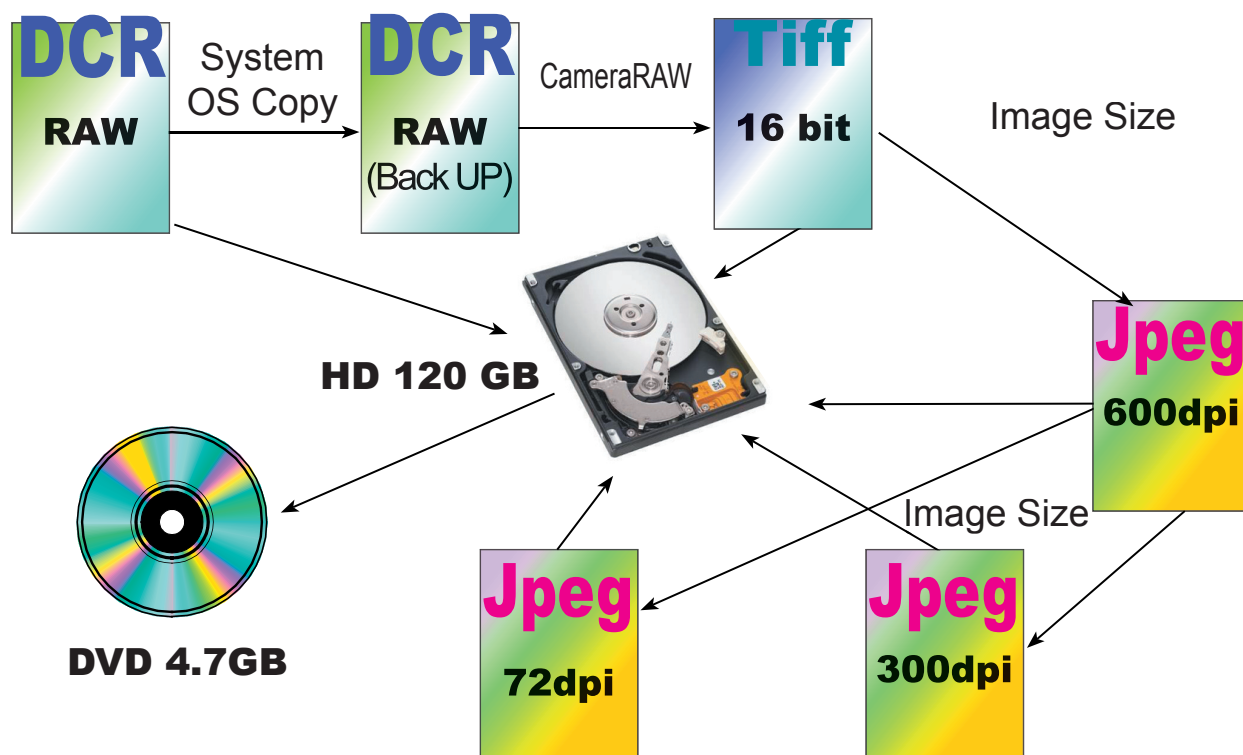 DCR
RAW
System
OS Copy
DCR
RAW
(Back UP)
CameraRAW
Tiff
16 bit
Image Size
HD 120 GB
Jpeg
600dpi
Image Size
DVD 4.7GB
Jpeg
72dpi
Jpeg
300dpi